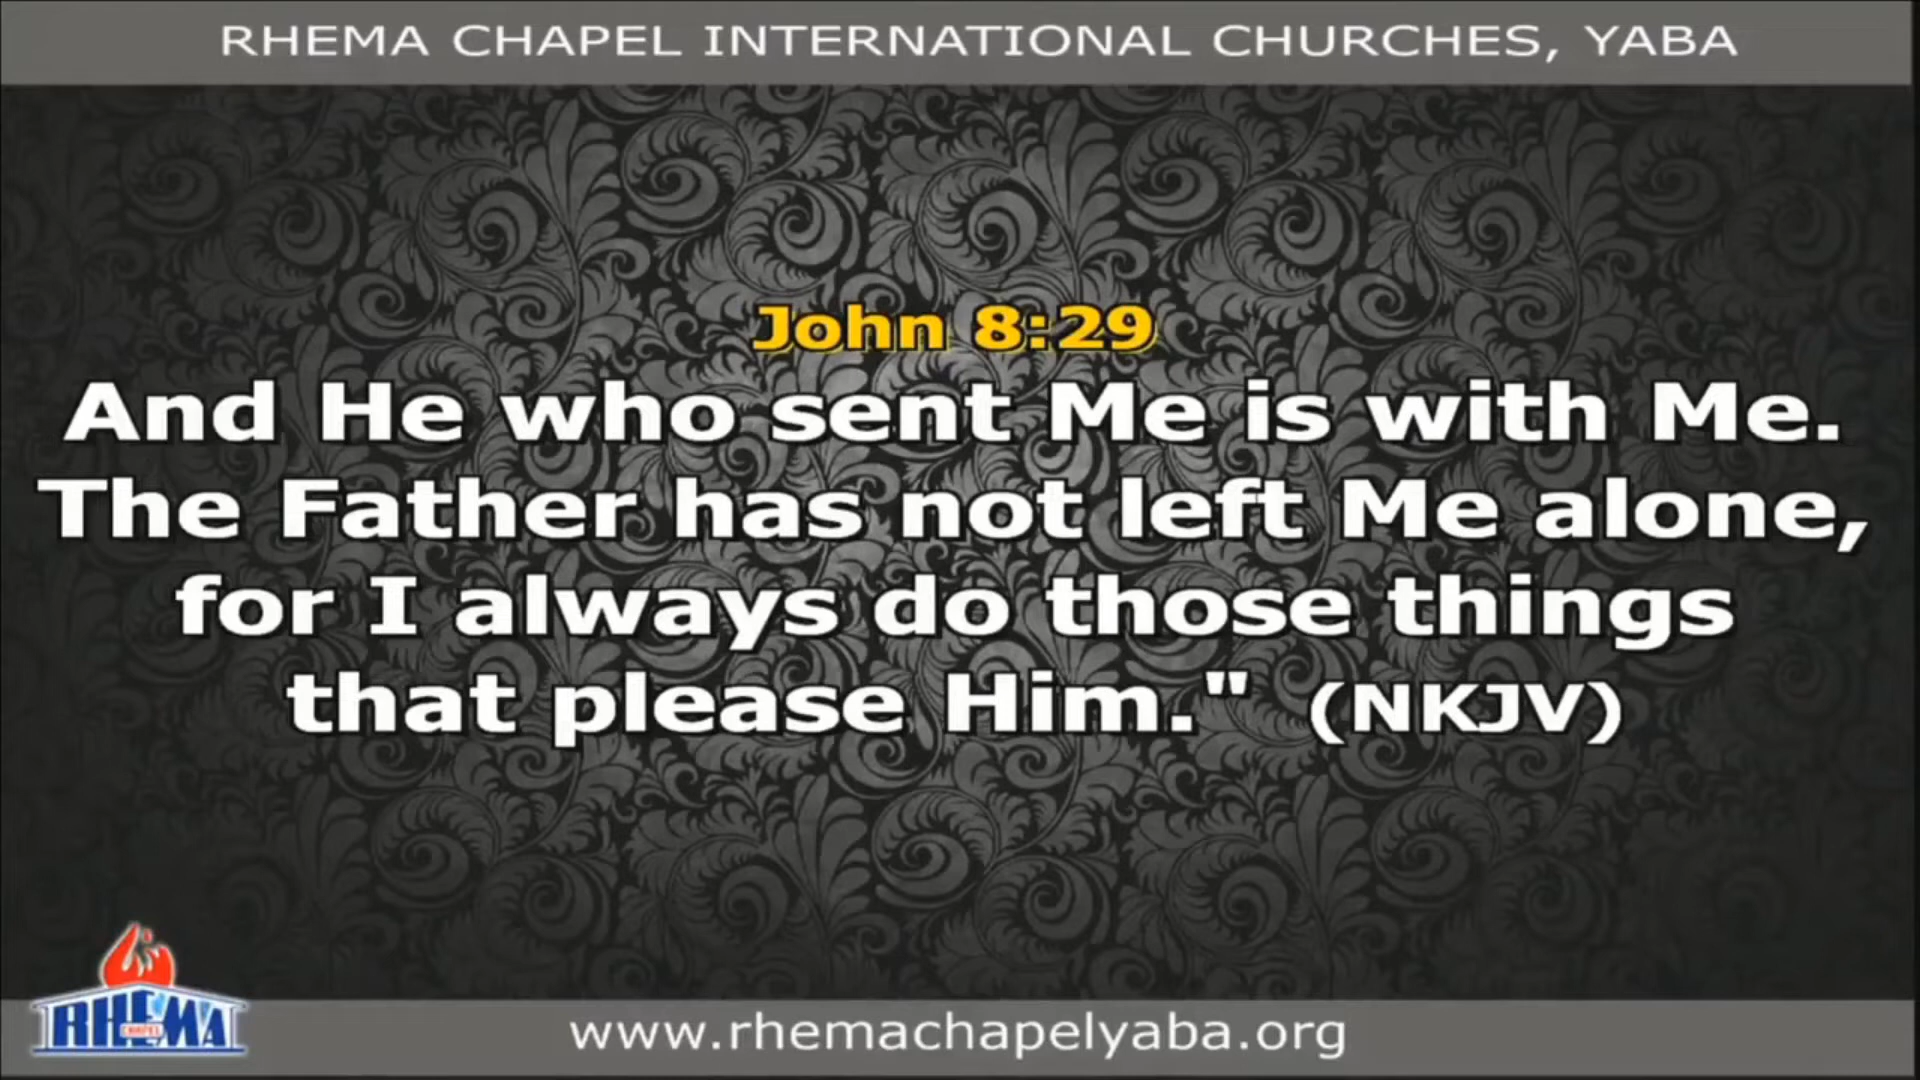 RHEMA CHAPEL INTERNATIONAL CHURCHES, YABA
John 8:29
And He who sent Me is with Me.
The Father has not left Me alone,
for I always do those things
that please Him." (NKJV)
RHEMA
CHAPEL
www.rhemachapelyaba.org